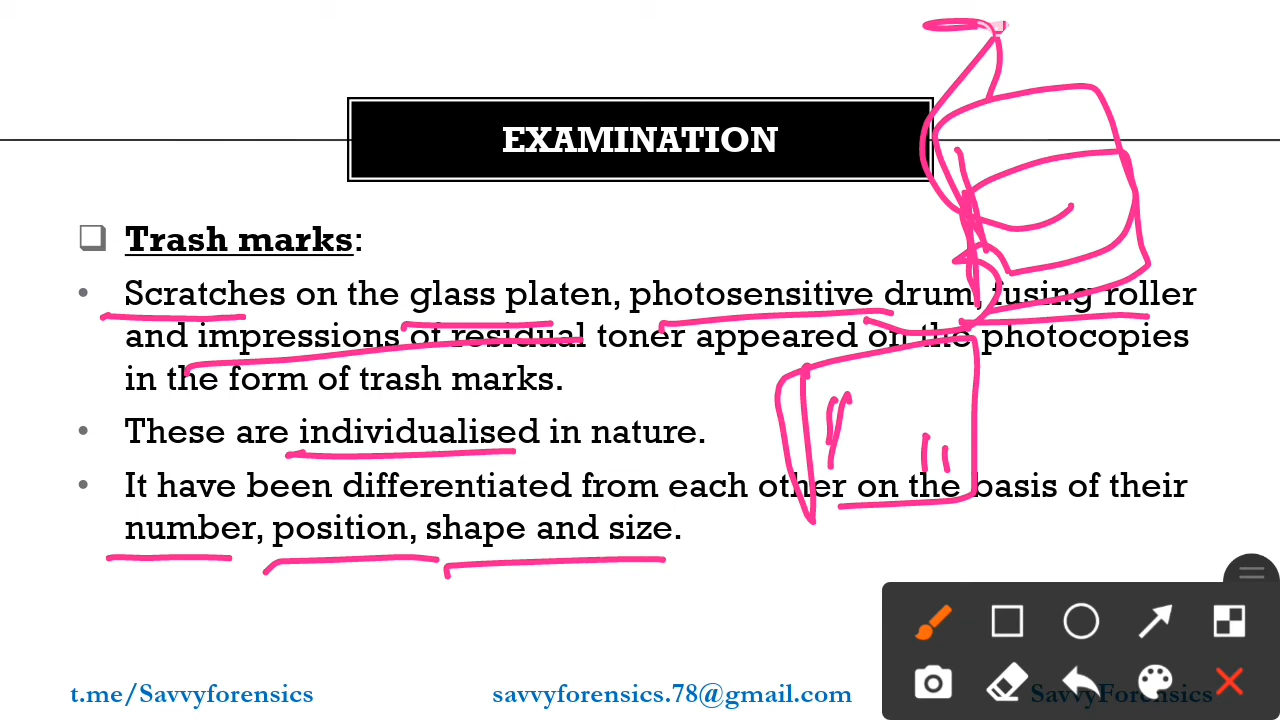 EXAMINATION
❑ Trash marks:
• Scratches on the glass platen, photosensitive drum, fusing roller
and impressions of residual toner appeared on the photocopies
in the form of trash marks.
• These are individualised in nature.
• It have been differentiated from each other on the basis of their
number, position, shape and size.
t.me/Savvyforensics savvyforensics.78@gmail.com SavvyForensics